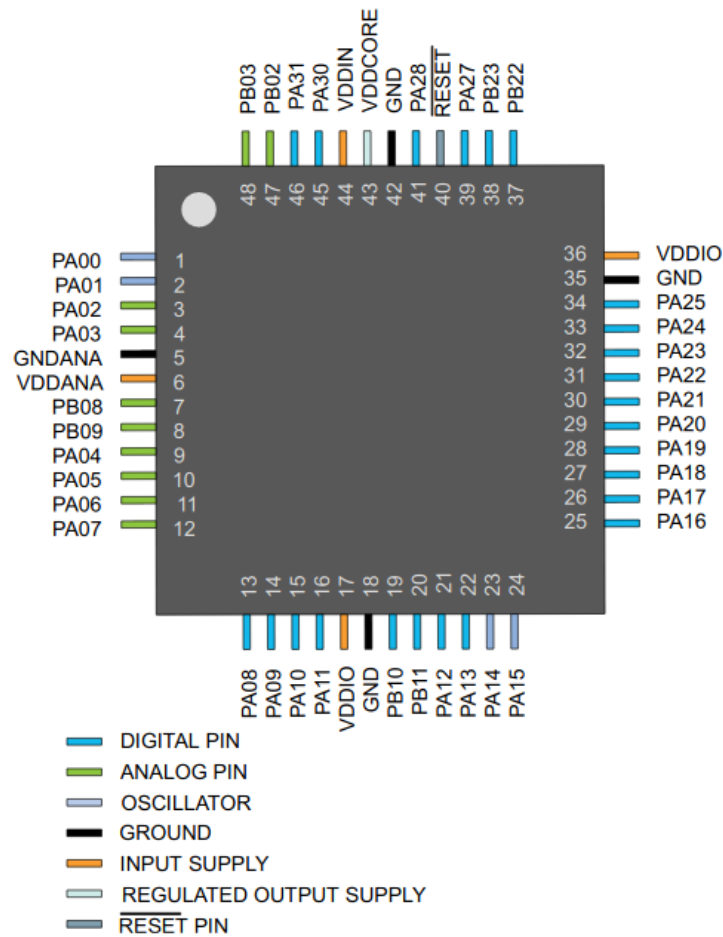 PB03
PB02
PA31
PA30
VDDIN
VDDCORE
GND
PA28
RESET
PA27
PB23
PB22
48
47
46
45
44
43
42
41
40
39
38
37
PA00 1
PA01 2
PA02 3
PA03 4
GNDANA 5
VDDANA 6
PB08 7
PB09 8
PA04 9
PA05 10
PA06 11
PA07 12
36 VDDIO
35 GND
34 PA25
33 PA24
32 PA23
31 PA22
30 PA21
29 PA20
28 PA19
27 PA18
26 PA17
25 PA16
13
14
15
16
17
18
19
20
21
22
23
24
PA08
PA09
PA10
PA11
VDDIO
GND
PB10
PB11
PA12
PA13
PA14
PA15
DIGITAL PIN
ANALOG PIN
OSCILLATOR
GROUND
INPUT SUPPLY
REGULATED OUTPUT SUPPLY
RESET PIN